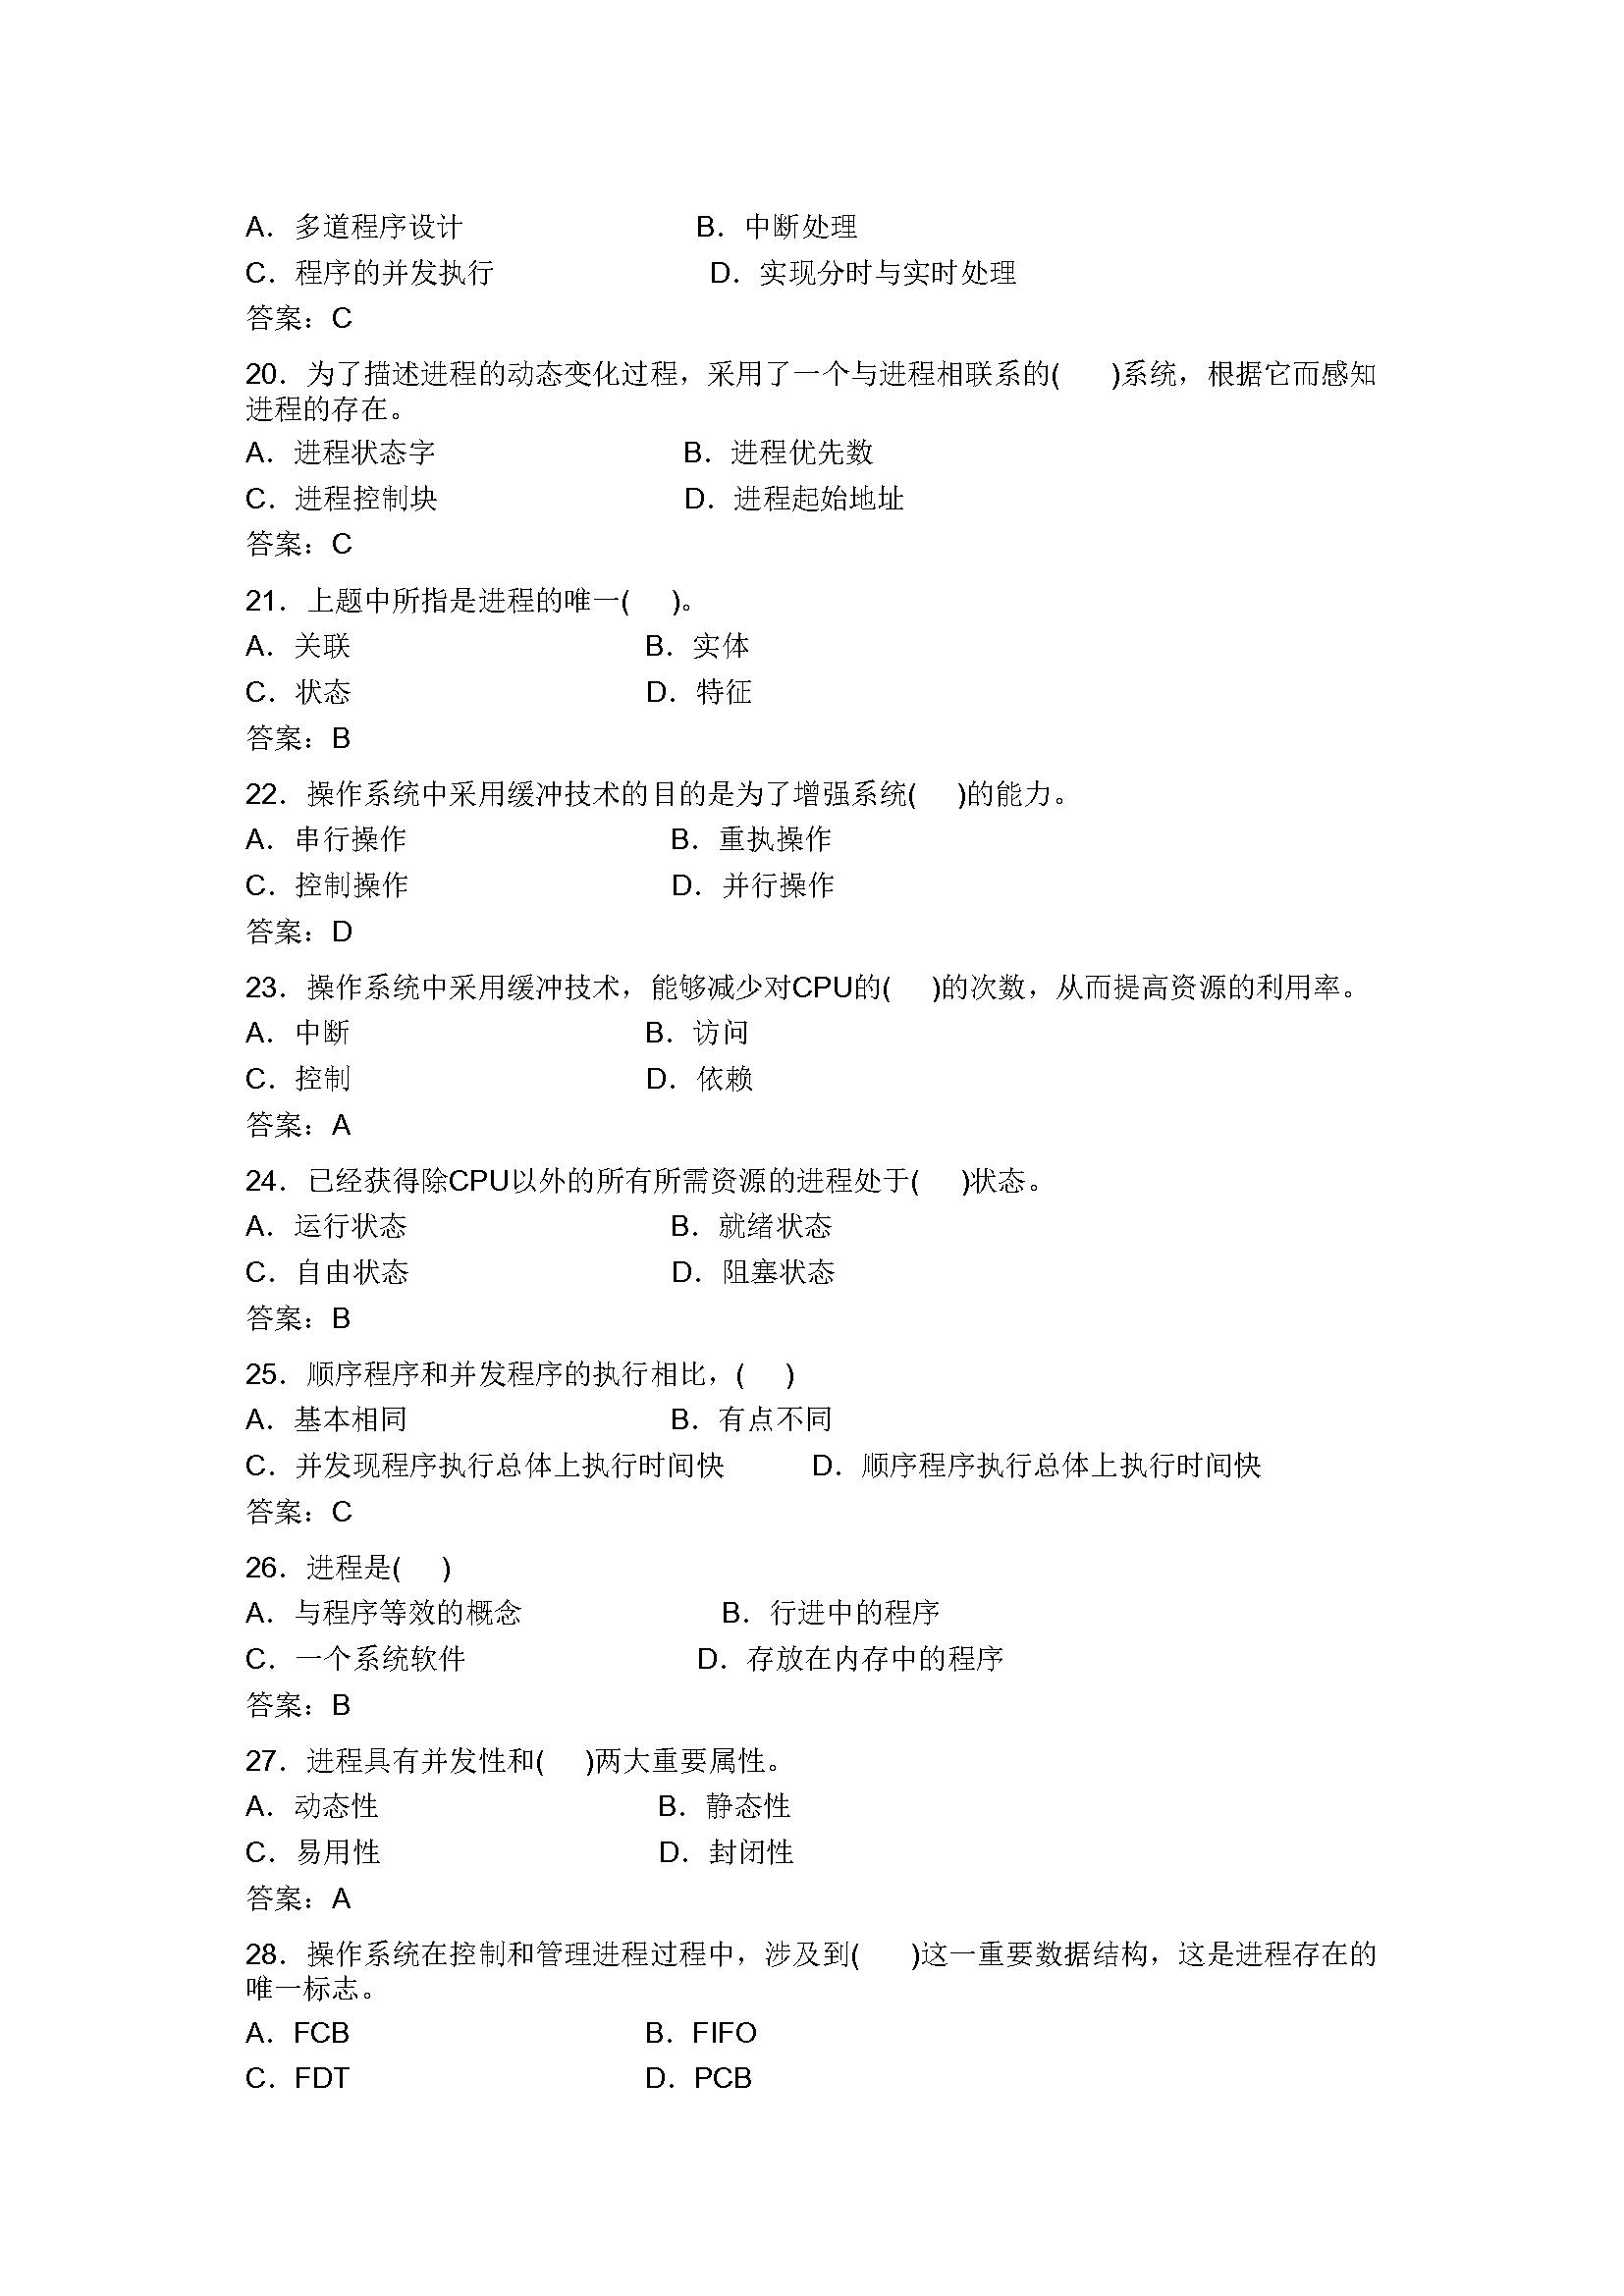 A．多道程序设计 B．中断处理
C．程序的并发执行 D．实现分时与实时处理
答案：C
20．为了描述进程的动态变化过程，采用了一个与进程相联系的( )系统，根据它而感知
进程的存在。
A．进程状态字 B．进程优先数
C．进程控制块 D．进程起始地址
答案：C
21．上题中所指是进程的唯一( )。
A．关联 B．实体
C．状态 D．特征
答案：B
22．操作系统中采用缓冲技术的目的是为了增强系统( )的能力。
A．串行操作 B．重执操作
C．控制操作 D．并行操作
答案：D
23．操作系统中采用缓冲技术，能够减少对CPU的( )的次数，从而提高资源的利用率。
A．中断 B．访问
C．控制 D．依赖
答案：A
24．已经获得除CPU以外的所有所需资源的进程处于( )状态。
A．运行状态 B．就绪状态
C．自由状态 D．阻塞状态
答案：B
25．顺序程序和并发程序的执行相比，( )
A．基本相同 B．有点不同
C．并发现程序执行总体上执行时间快 D．顺序程序执行总体上执行时间快
答案：C
26．进程是( )
A．与程序等效的概念 B．行进中的程序
C．一个系统软件 D．存放在内存中的程序
答案：B
27．进程具有并发性和( )两大重要属性。
A．动态性 B．静态性
C．易用性 D．封闭性
答案：A
28．操作系统在控制和管理进程过程中，涉及到( )这一重要数据结构，这是进程存在的
唯一标志。
A．FCB B．FIFO
C．FDT D．PCB